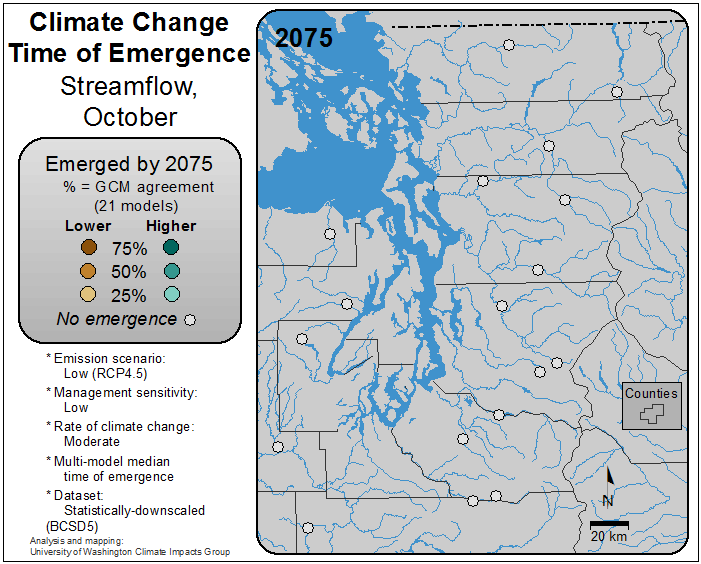 Climate Change
Time of Emergence
Streamflow,
October
Emerged by 2075
% = GCM agreement
(21 models)
Lower Higher
75%
50%
25%
No emergence
* Emission scenario:
Low (RCP4.5)
* Management sensitivity:
Low
* Rate of climate change:
Moderate
* Multi-model median
time of emergence
* Dataset:
Statistically-downscaled
(BCSD5)
Analysis and mapping:
University of Washington Climate Impacts Group
2075
Counties
N
20 km